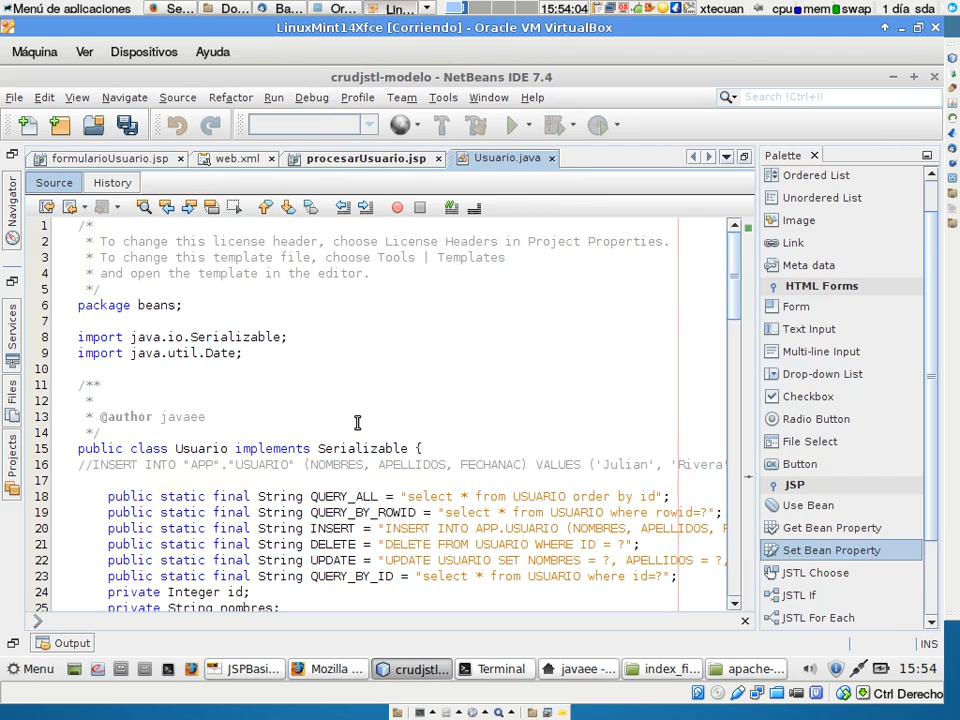 Menú de aplicaciones Se... Do... Ba... Or... Lin... 15:54:04 xtecuan cpu mem swap 1 día sda
LinuxMint14Xfce [Corriendo] - Oracle VM VirtualBox
Máquina Ver Dispositivos Ayuda
crudjstl-modelo - NetBeans IDE 7.4
File Edit View Navigate Source Refactor Run Debug Profile Team Tools Window Help Search (Ctrl+I)
formularioUsuario.jsp web.xml procesarUsuario.jsp Usuario.java
Source History
1 /*
2 * To change this license header, choose License Headers in Project Properties.
3 * To change this template file, choose Tools | Templates
4 * and open the template in the editor.
5 */
6 package beans;
7
8 import java.io.Serializable;
9 import java.util.Date;
10
11 /**
12 *
13 * @author javaee
14 */
15 public class Usuario implements Serializable {
16 //INSERT INTO "APP"."USUARIO" (NOMBRES, APELLIDOS, FECHANAC) VALUES ('Julian', 'Rivera'
17
18 public static final String QUERY_ALL = "select * from USUARIO order by id";
19 public static final String QUERY_BY_ROWID = "select * from USUARIO where rowid=?";
20 public static final String INSERT = "INSERT INTO APP.USUARIO (NOMBRES, APELLIDOS,
21 public static final String DELETE = "DELETE FROM USUARIO WHERE ID = ?";
22 public static final String UPDATE = "UPDATE USUARIO SET NOMBRES = ?, APELLIDOS = ?,
23 public static final String QUERY_BY_ID = "select * from USUARIO where id=?";
24 private Integer id;
25 private String nombres;
Navigator
Services
Files
Projects
Palette
Ordered List
Unordered List
Image
Link
Meta data
HTML Forms
Form
Text Input
Multi-line Input
Drop-down List
Checkbox
Radio Button
File Select
Button
JSP
Use Bean
Get Bean Property
Set Bean Property
JSTL Choose
JSTL If
JSTL For Each
Output
INS
Menu JSPBasi... Mozilla ... crudjstl... Terminal javaee -... index_fi... apache-... 15:54
Ctrl Derecho